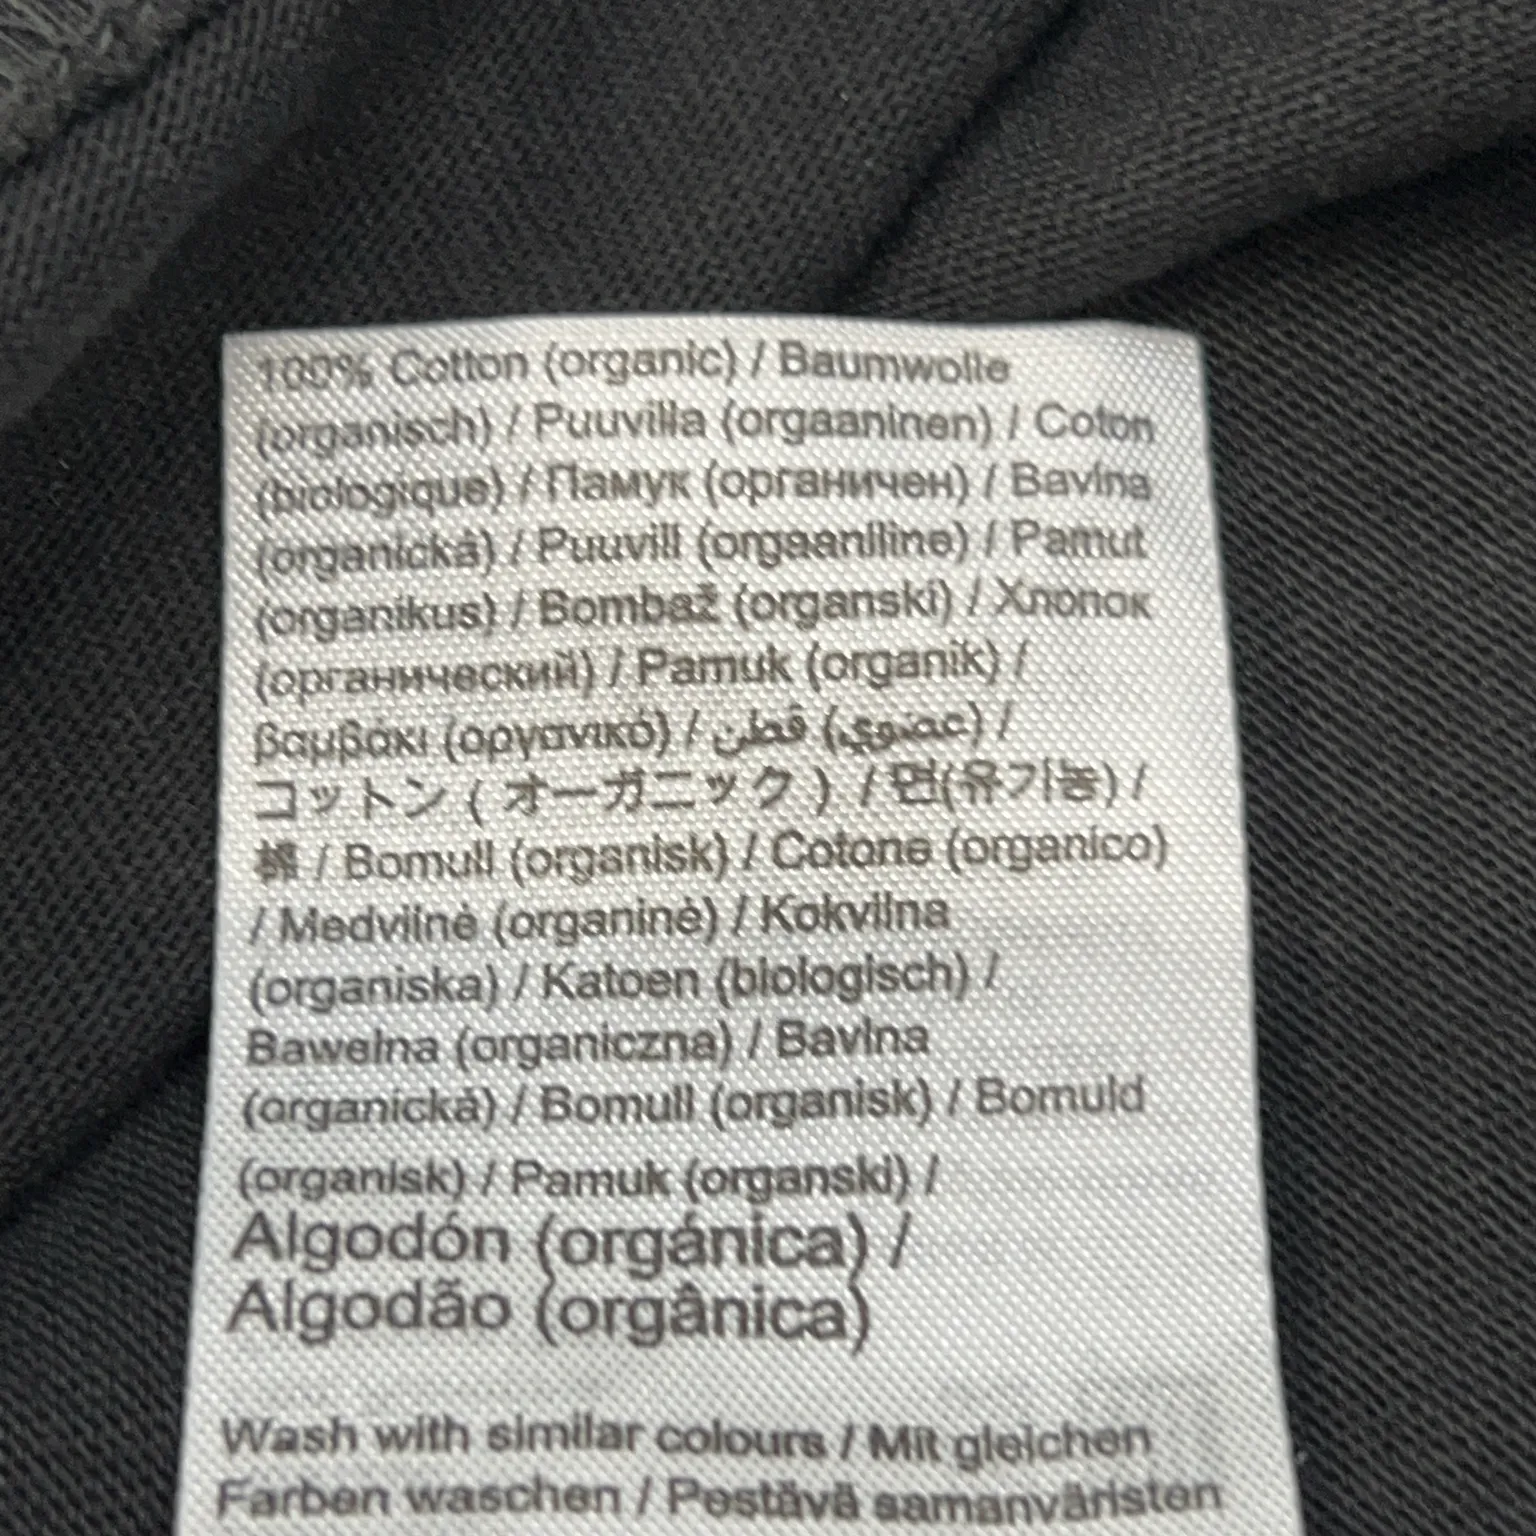 100% Cotton (organic) / Baumwolle
(organisch) / Puuvilla (orgaaninen) / Coton
(biologique) / Памук (органичен) / Bavlna
(organická) / Puuvill (orgaaniline) / Pamut
(organikus) / Bombaž (organski) / Хлопок
(органический) / Pamuk (organik) /
βαμβάκι (οργανικό) / قطن (عضوي) /
コットン ( オーガニック ) / 면(유기농) /
棉 / Bomull (organisk) / Cotone (organico)
/ Medvilnė (organinė) / Kokvilna
(organiska) / Katoen (biologisch) /
Bawełna (organiczna) / Bavlna
(organická) / Bomull (organisk) / Bomuld
(organisk) / Pamuk (organski) /
Algodón (orgánica) /
Algodão (orgânica)
Wash with similar colours / Mit gleichen
Farben waschen / Pestävä samanväristen